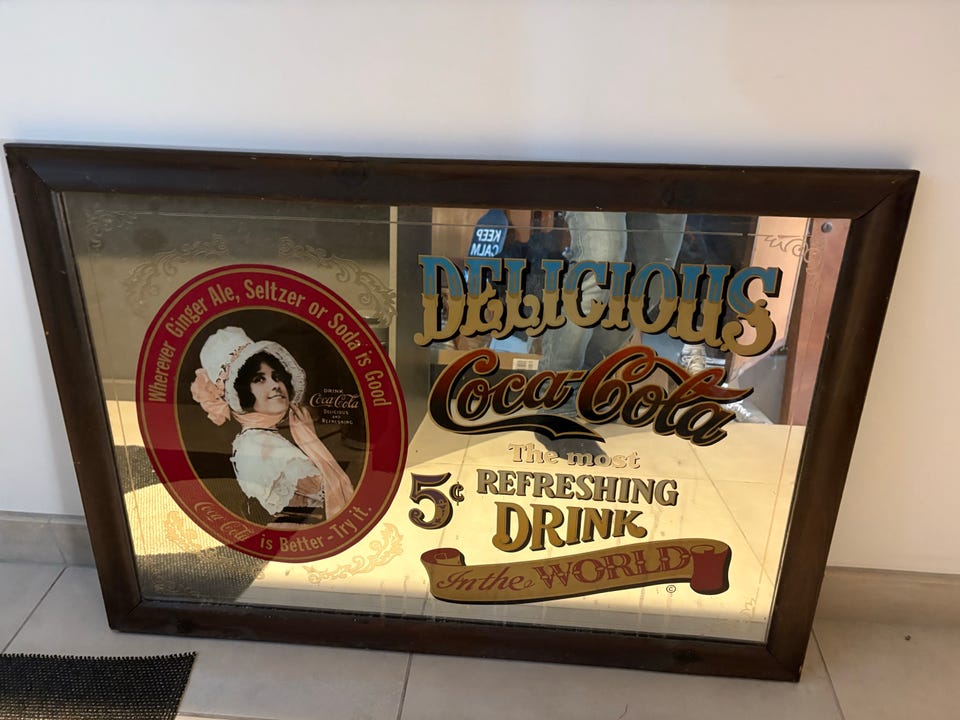 Wherever Ginger Ale, Seltzer or Soda is Good
DRINK
Coca-Cola
DELICIOUS
AND
REFRESHING
Coca-Cola is Better - Try it.
KEEP
CALM
DELICIOUS
Coca-Cola
The most
5¢ REFRESHING
DRINK
In the WORLD
©